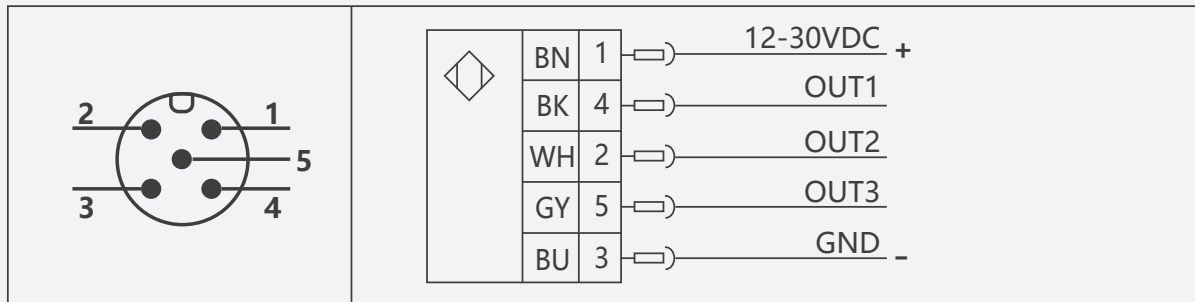 2 1
5
3 4
BN 1 12-30VDC +
BK 4 OUT1
WH 2 OUT2
GY 5 OUT3
BU 3 GND -